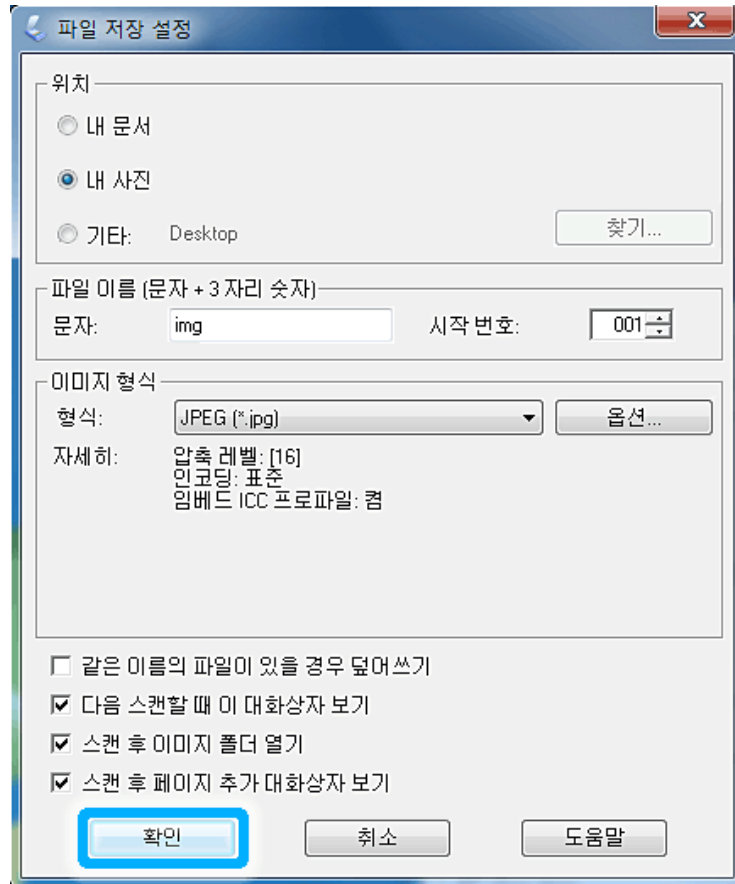 파일 저장 설정
위치
내 문서
내 사진
기타: Desktop 찾기...
파일 이름 (문자 + 3 자리 숫자)
문자: img 시작 번호: 001
이미지 형식
형식: JPEG (*.jpg) 옵션...
자세히: 압축 레벨: [16]
인코딩: 표준
임베드 ICC 프로파일: 켬
같은 이름의 파일이 있을 경우 덮어쓰기
다음 스캔할 때 이 대화상자 보기
스캔 후 이미지 폴더 열기
스캔 후 페이지 추가 대화상자 보기
확인 취소 도움말